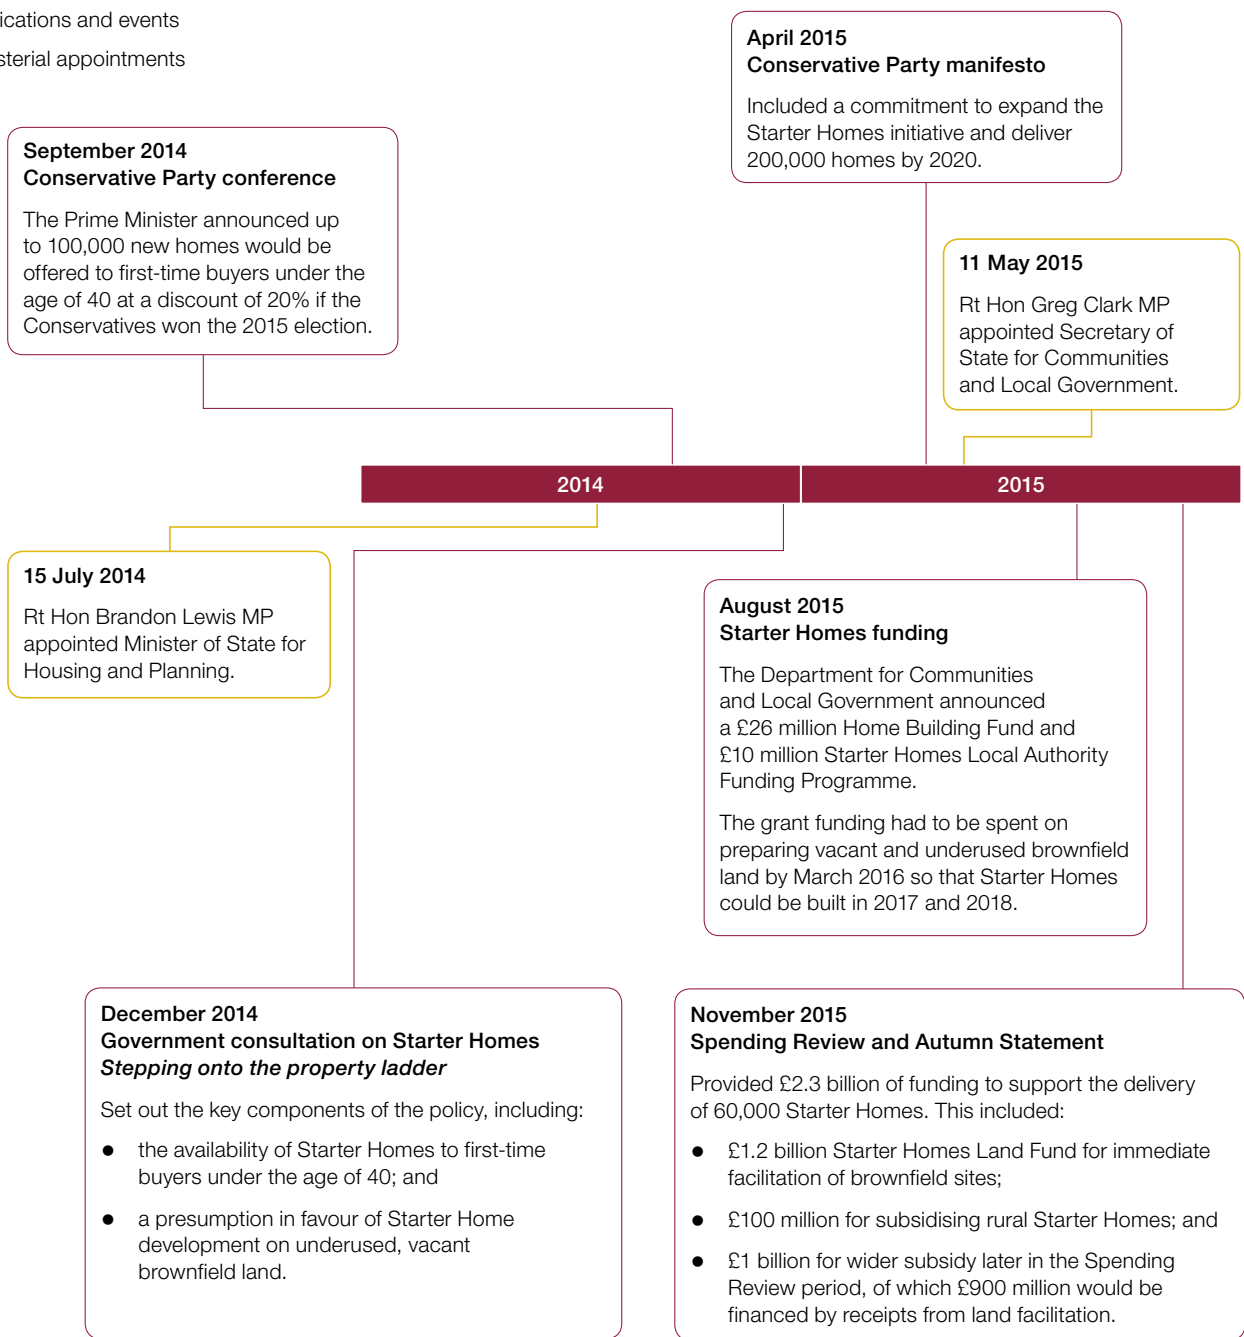 ications and events
sterial appointments
April 2015
Conservative Party manifesto
Included a commitment to expand the
Starter Homes initiative and deliver
200,000 homes by 2020.
September 2014
Conservative Party conference
The Prime Minister announced up
to 100,000 new homes would be
offered to first-time buyers under the
age of 40 at a discount of 20% if the
Conservatives won the 2015 election.
11 May 2015
Rt Hon Greg Clark MP
appointed Secretary of
State for Communities
and Local Government.
2014
2015
15 July 2014
Rt Hon Brandon Lewis MP
appointed Minister of State for
Housing and Planning.
August 2015
Starter Homes funding
The Department for Communities
and Local Government announced
a £26 million Home Building Fund and
£10 million Starter Homes Local Authority
Funding Programme.
The grant funding had to be spent on
preparing vacant and underused brownfield
land by March 2016 so that Starter Homes
could be built in 2017 and 2018.
December 2014
Government consultation on Starter Homes
Stepping onto the property ladder
Set out the key components of the policy, including:
● the availability of Starter Homes to first-time
buyers under the age of 40; and
● a presumption in favour of Starter Home
development on underused, vacant
brownfield land.
November 2015
Spending Review and Autumn Statement
Provided £2.3 billion of funding to support the delivery
of 60,000 Starter Homes. This included:
● £1.2 billion Starter Homes Land Fund for immediate
facilitation of brownfield sites;
● £100 million for subsidising rural Starter Homes; and
● £1 billion for wider subsidy later in the Spending
Review period, of which £900 million would be
financed by receipts from land facilitation.